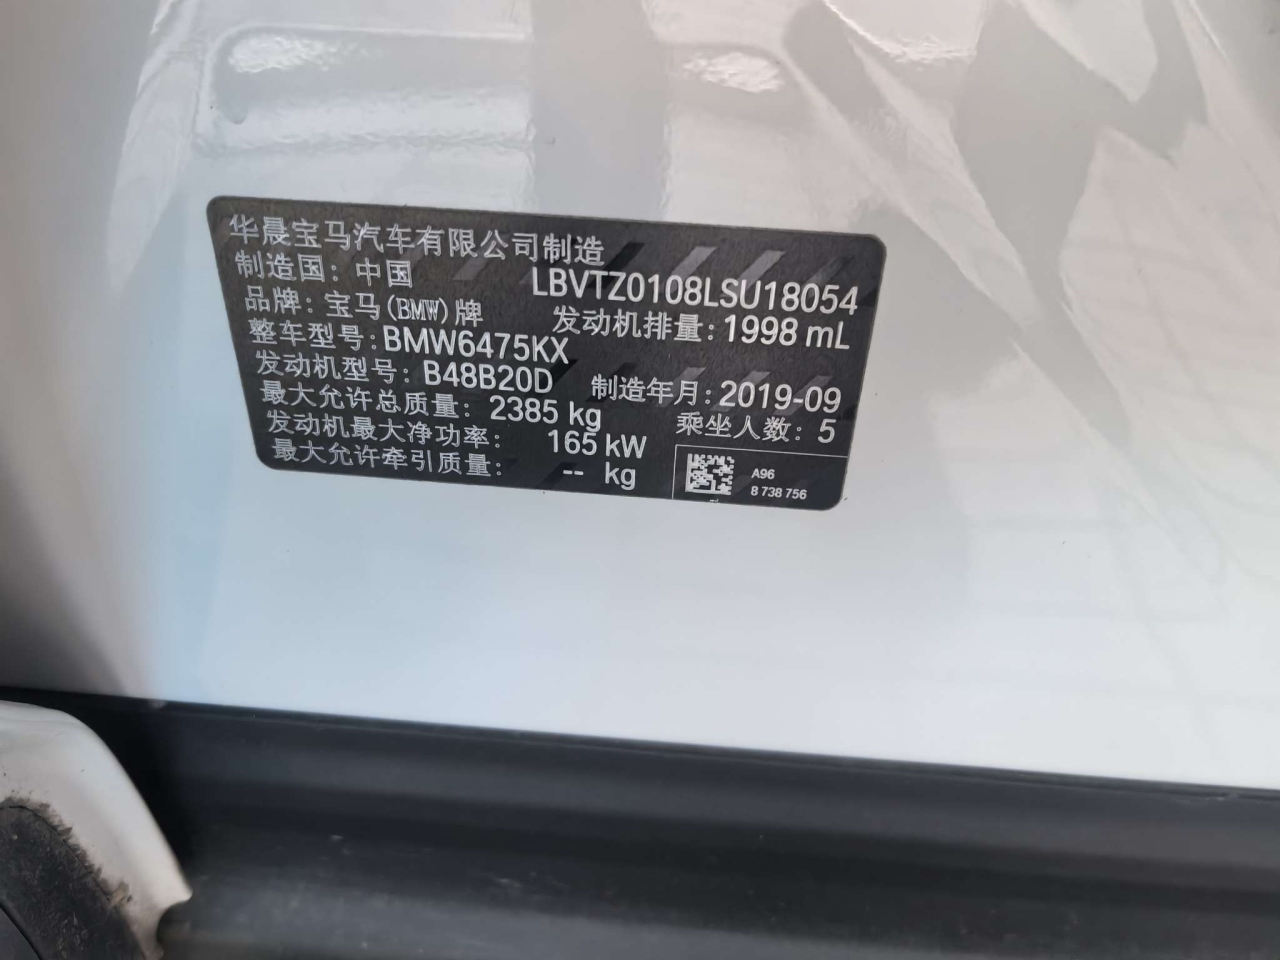 华晨宝马汽车有限公司制造
制造国：中国
LBVTZ0108LSU18054
品牌：宝马(BMW)牌
发动机排量：1998 mL
整车型号：BMW6475KX
发动机型号：B48B20D
制造年月：2019-09
最大允许总质量：2385 kg
乘坐人数：5
发动机最大净功率：165 kW
最大允许牵引质量：-- kg
A96
8 738 756